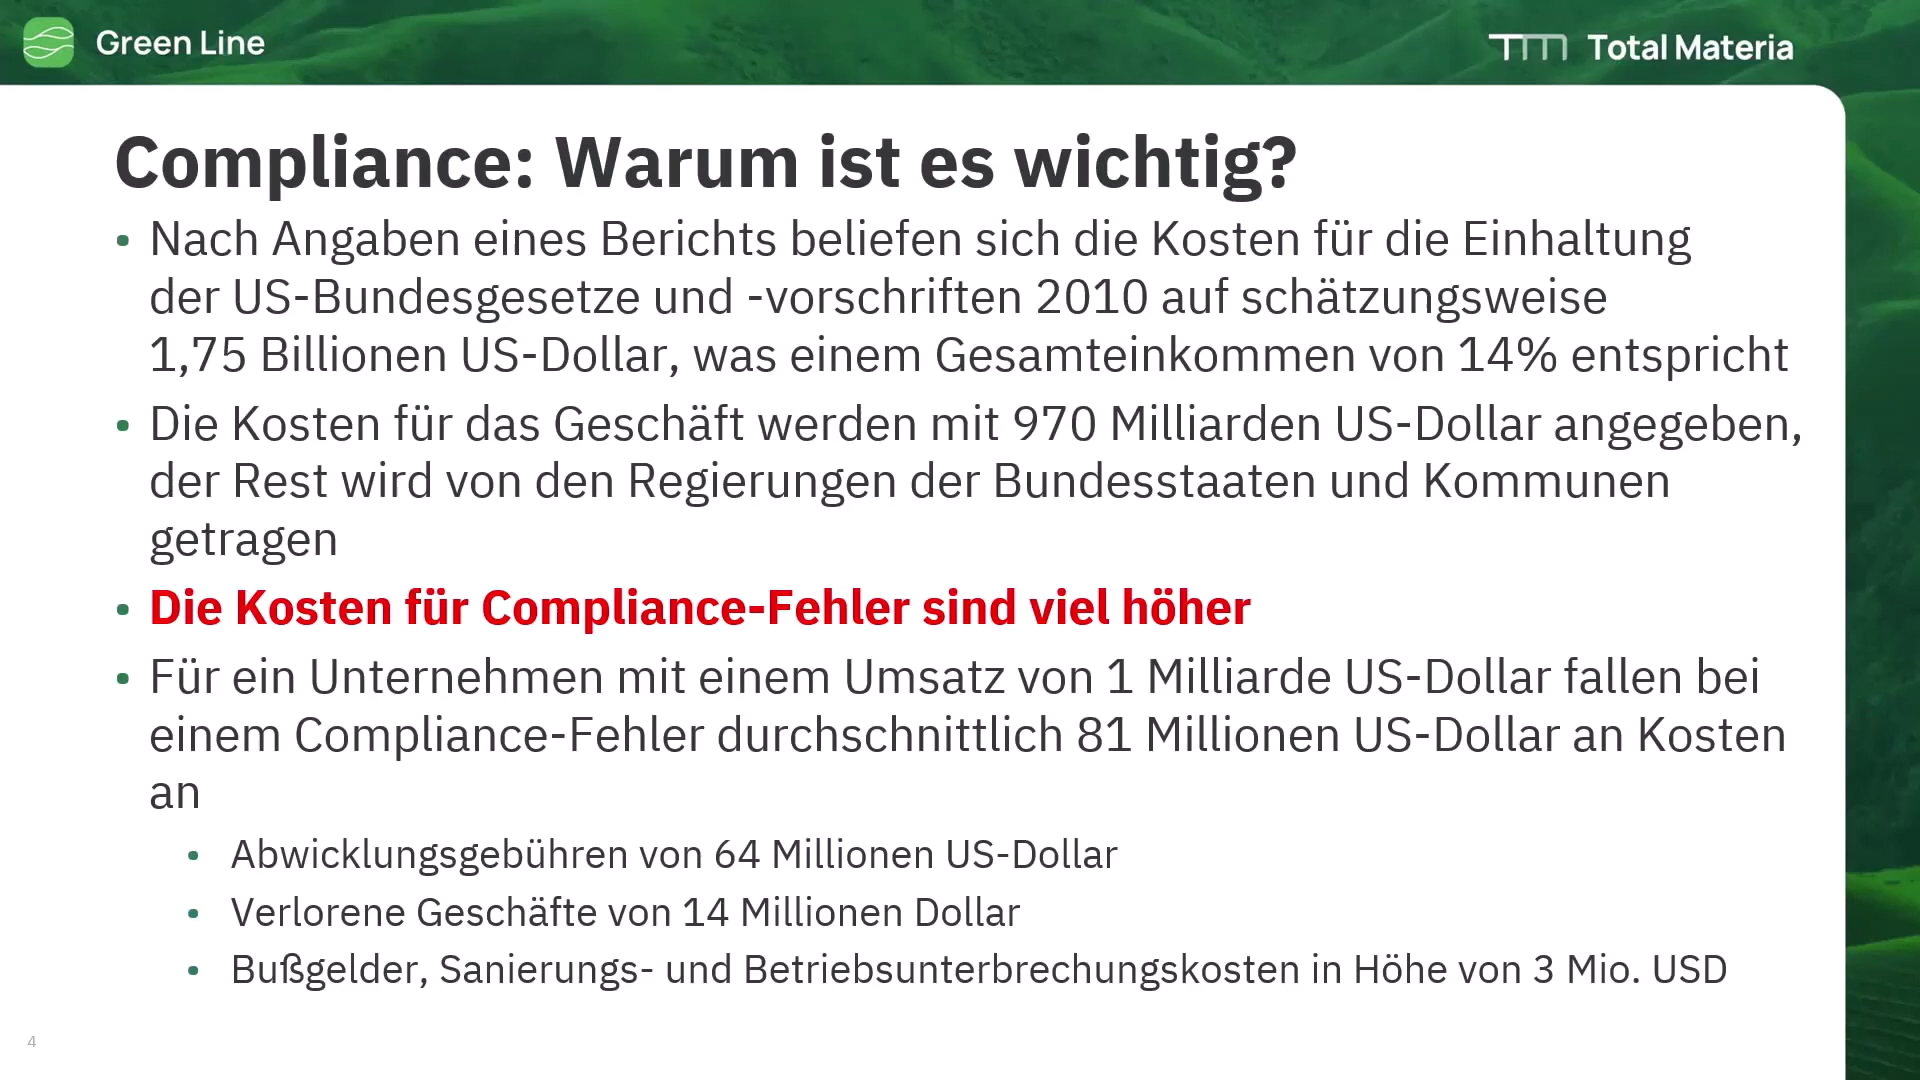 Green Line
Total Materia
Compliance: Warum ist es wichtig?
• Nach Angaben eines Berichts beliefen sich die Kosten für die Einhaltung
der US-Bundesgesetze und -vorschriften 2010 auf schätzungsweise
1,75 Billionen US-Dollar, was einem Gesamteinkommen von 14% entspricht
• Die Kosten für das Geschäft werden mit 970 Milliarden US-Dollar angegeben,
der Rest wird von den Regierungen der Bundesstaaten und Kommunen
getragen
• Die Kosten für Compliance-Fehler sind viel höher
• Für ein Unternehmen mit einem Umsatz von 1 Milliarde US-Dollar fallen bei
einem Compliance-Fehler durchschnittlich 81 Millionen US-Dollar an Kosten
an
• Abwicklungsgebühren von 64 Millionen US-Dollar
• Verlorene Geschäfte von 14 Millionen Dollar
• Bußgelder, Sanierungs- und Betriebsunterbrechungskosten in Höhe von 3 Mio. USD
4